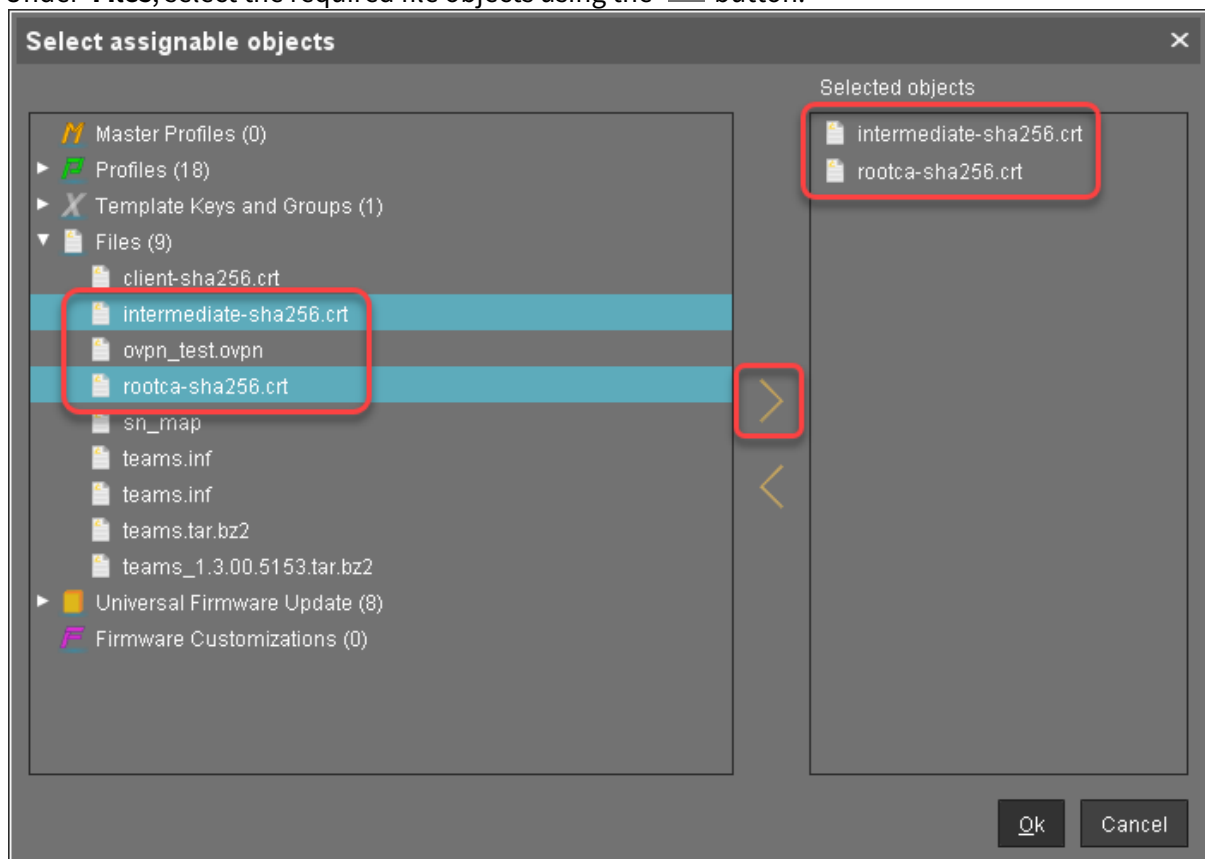 Under Files, select the required file objects using the button.
Select assignable objects
Selected objects
Master Profiles (0)
Profiles (18)
Template Keys and Groups (1)
Files (9)
client-sha256.crt
intermediate-sha256.crt
ovpn_test.ovpn
rootca-sha256.crt
sn_map
teams.inf
teams.inf
teams.tar.bz2
teams_1.3.00.5153.tar.bz2
Universal Firmware Update (8)
Firmware Customizations (0)
intermediate-sha256.crt
rootca-sha256.crt
Ok
Cancel